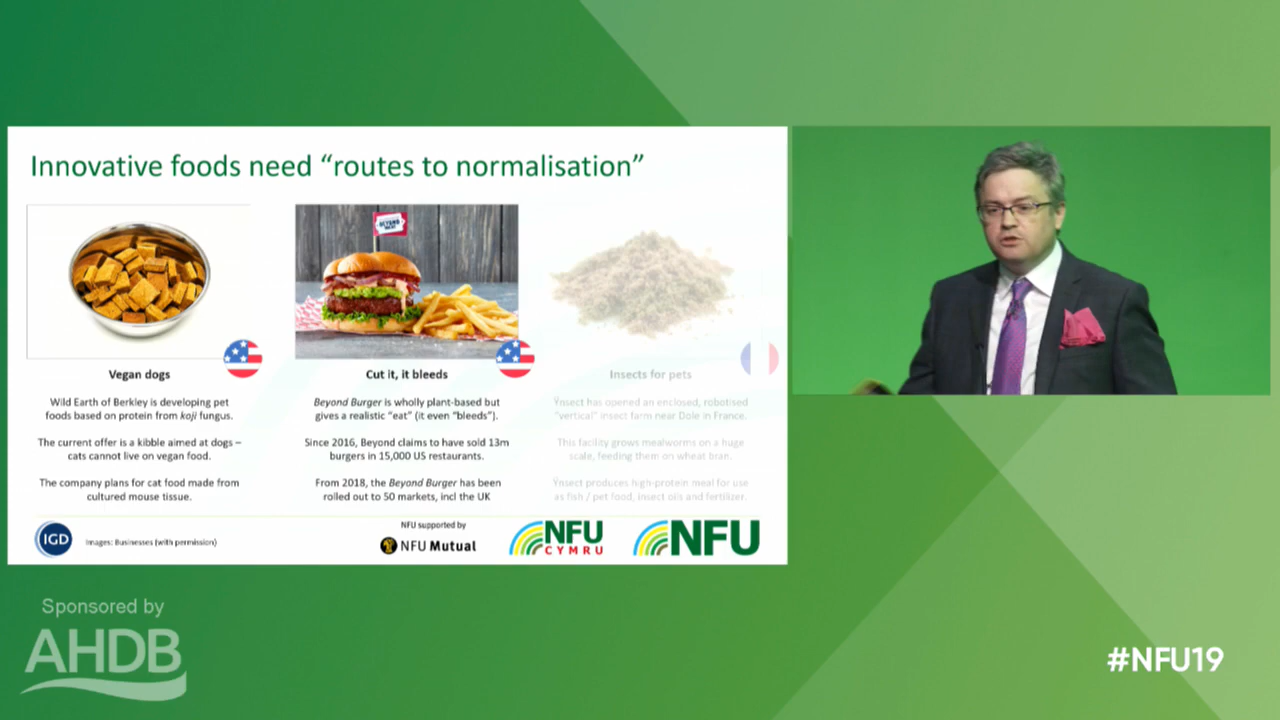 Innovative foods need “routes to normalisation”
BEYOND
MEAT
Vegan dogs
Wild Earth of Berkley is developing pet
foods based on protein from koji fungus.
The current offer is a kibble aimed at dogs –
cats cannot live on vegan food.
The company plans for cat food made from
cultured mouse tissue.
Cut it, it bleeds
Beyond Burger is wholly plant-based but
gives a realistic “eat” (it even “bleeds”).
Since 2016, Beyond claims to have sold 13m
burgers in 15,000 US restaurants.
From 2018, the Beyond Burger has been
rolled out to 50 markets, incl the UK
Insects for pets
Ÿnsect has opened an enclosed, robotised
“vertical” insect farm near Dole in France.
This facility grows mealworms on a huge
scale, feeding them on wheat bran.
Ÿnsect produces high-protein meal for use
as fish / pet food, insect oils and fertilizer.
IGD
Images: Businesses (with permission)
NFU supported by
NFU Mutual
NFU
CYMRU
NFU
Sponsored by
AHDB
#NFU19